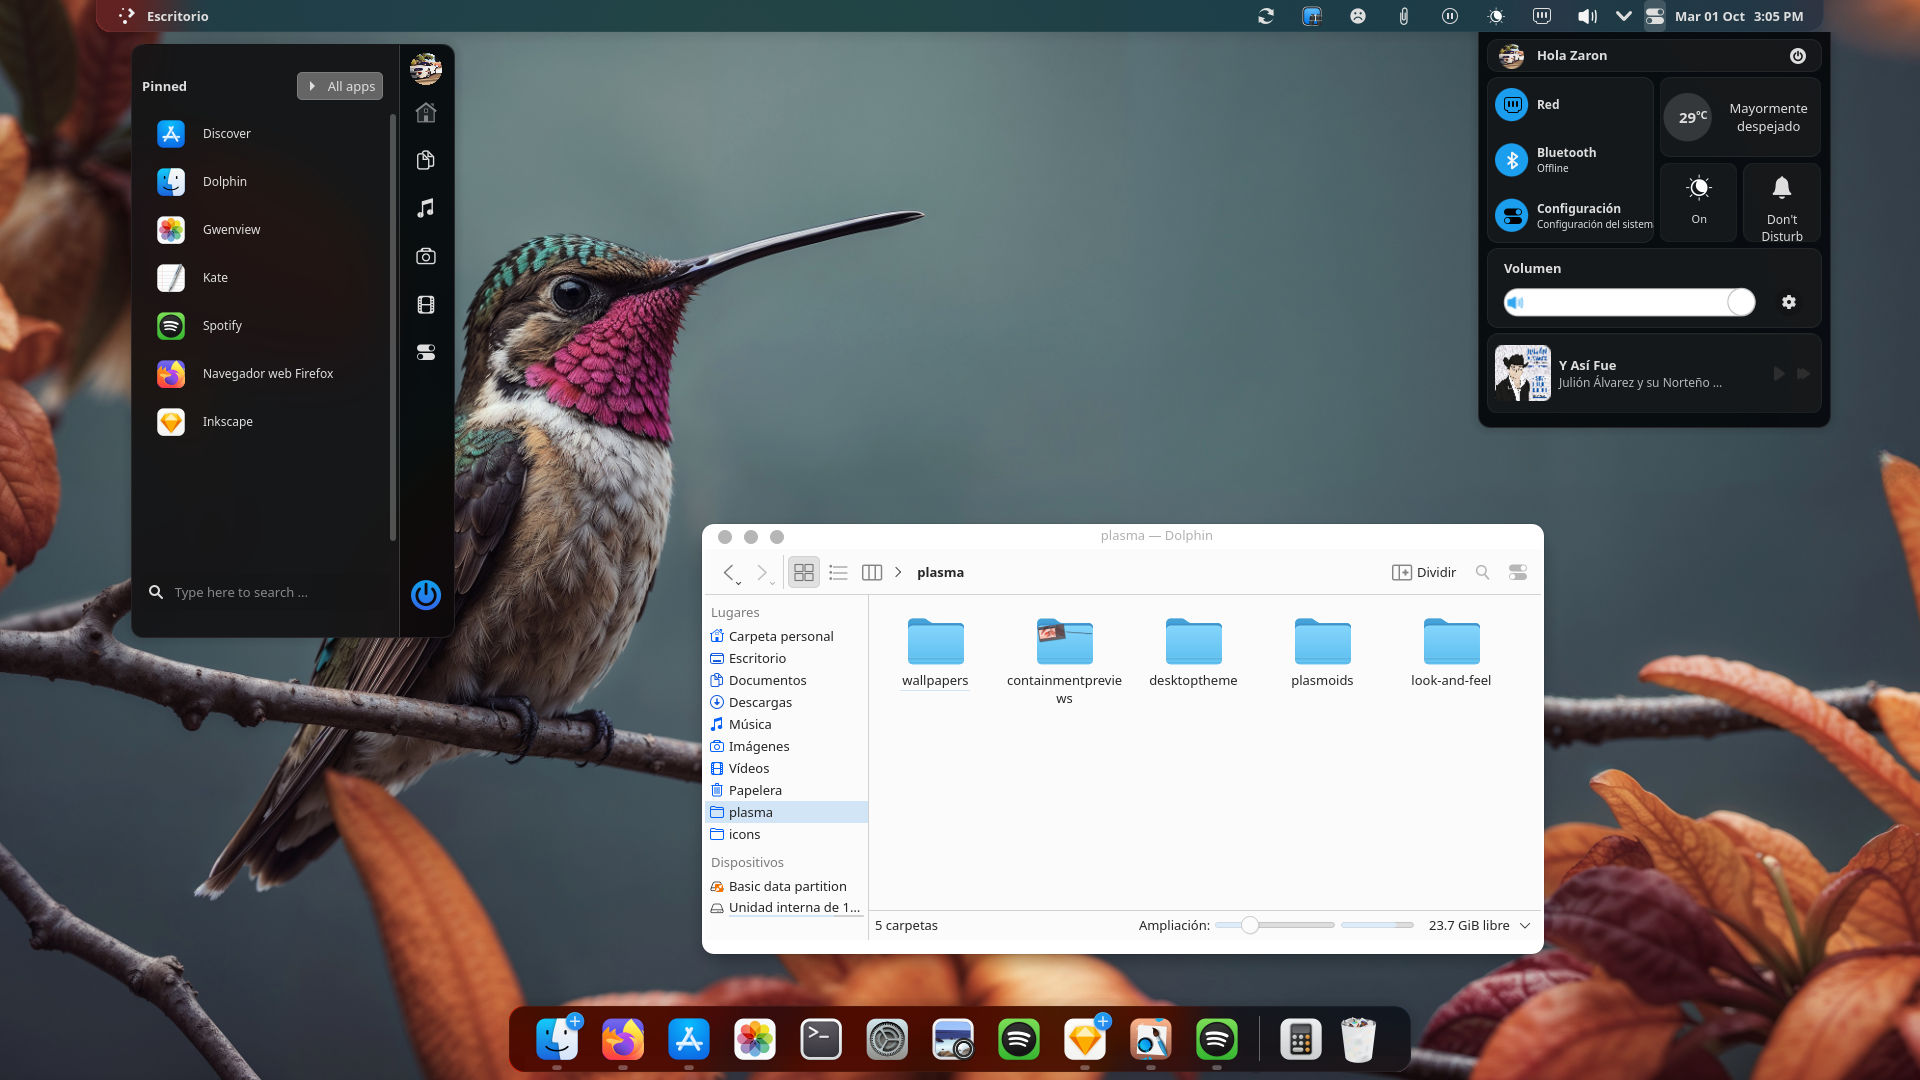 Escritorio
Mar 01 Oct 3:05 PM
Pinned
All apps
Discover
Dolphin
Gwenview
Kate
Spotify
Navegador web Firefox
Inkscape
Type here to search ...
Hola Zaron
Red
Bluetooth
Offline
Configuración
Configuración del sistem
29°C
Mayormente
despejado
On
Don't
Disturb
Volumen
Y Así Fue
Julión Álvarez y su Norteño ...
plasma — Dolphin
plasma
Dividir
Lugares
Carpeta personal
Escritorio
Documentos
Descargas
Música
Imágenes
Vídeos
Papelera
plasma
icons
Dispositivos
Basic data partition
Unidad interna de 1...
wallpapers
containmentprevie
ws
desktoptheme
plasmoids
look-and-feel
5 carpetas
Ampliación:
23.7 GiB libre